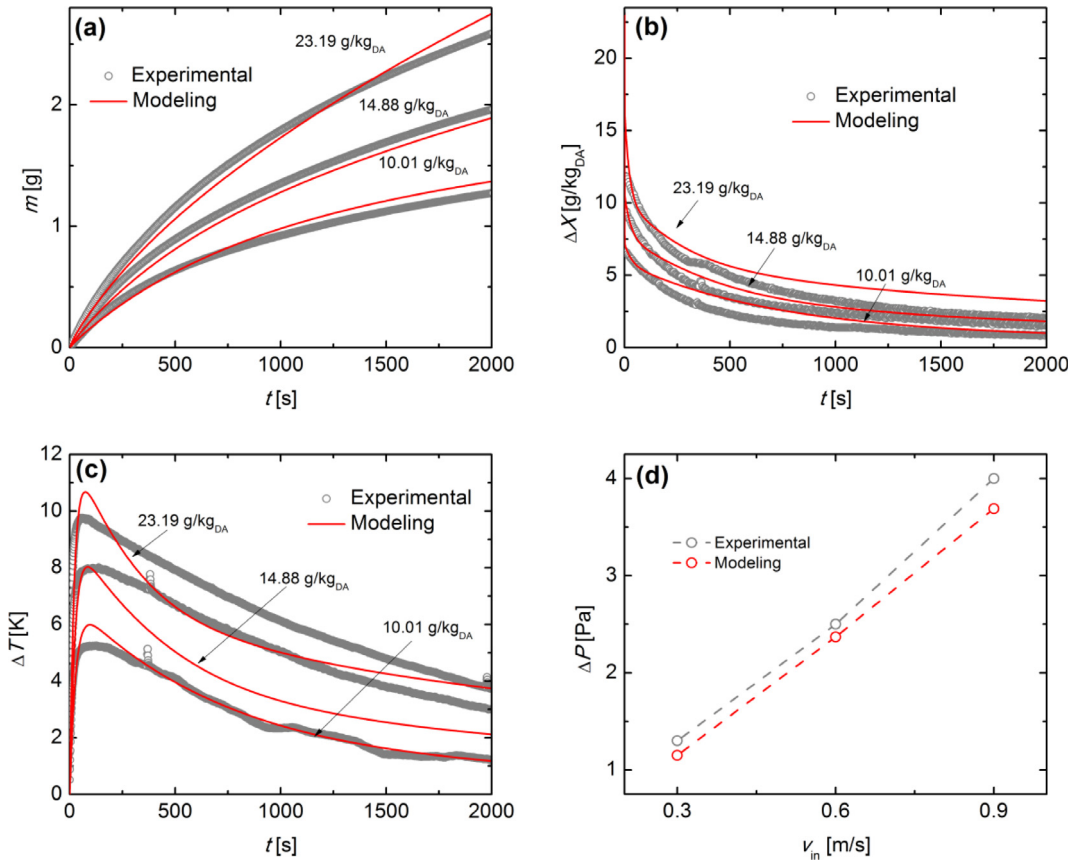 (a)
23.19 g/kgDA
Experimental
Modeling
14.88 g/kgDA
10.01 g/kgDA
2
1
0
m [g]
0 500 1000 1500 2000
t [s]
(b)
Experimental
Modeling
23.19 g/kgDA
14.88 g/kgDA
10.01 g/kgDA
20
15
10
5
0
ΔX [g/kgDA]
0 500 1000 1500 2000
t [s]
(c)
Experimental
Modeling
23.19 g/kgDA
14.88 g/kgDA
10.01 g/kgDA
12
10
8
6
4
2
0
ΔT [K]
0 500 1000 1500 2000
t [s]
(d)
Experimental
Modeling
4
3
2
1
ΔP [Pa]
0.3 0.6 0.9
vin [m/s]